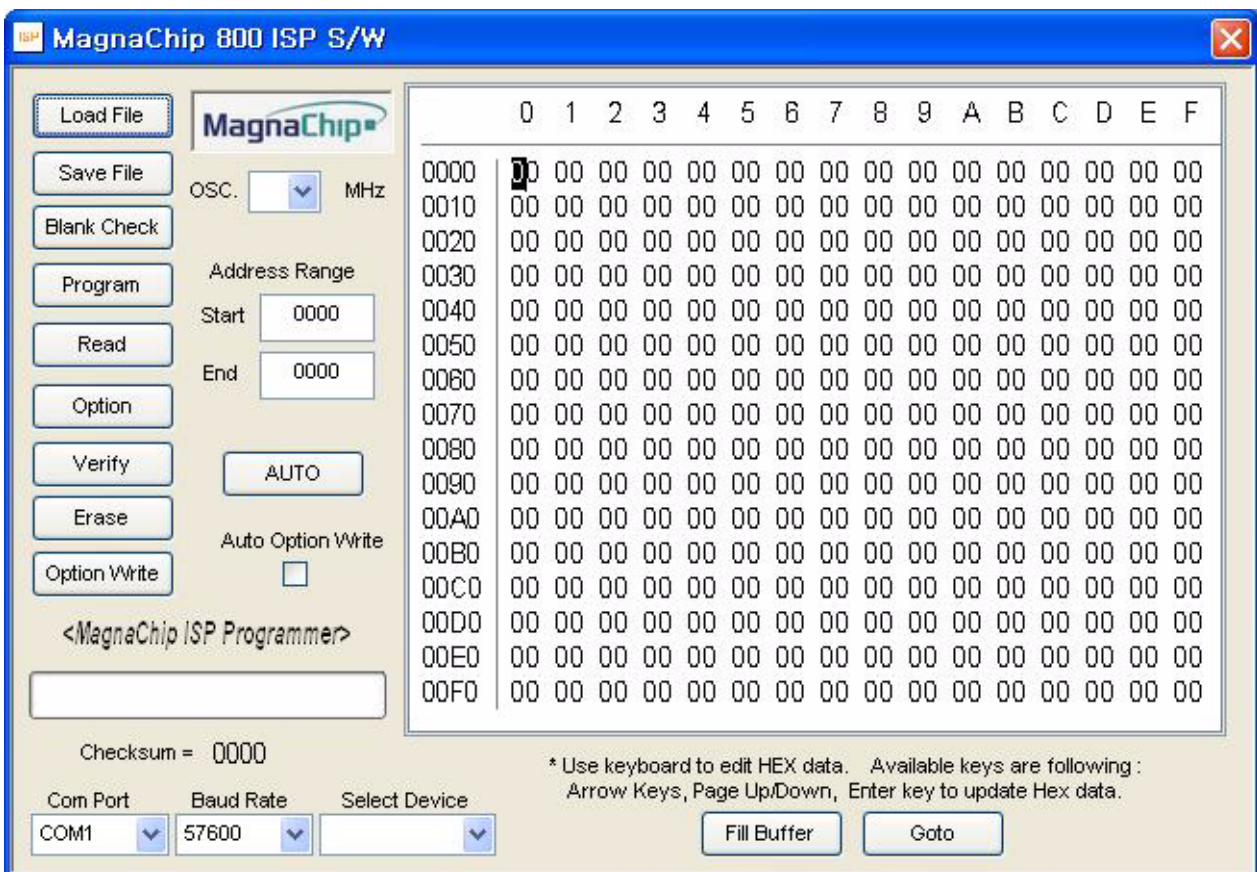 ISP MagnaChip 800 ISP S/W
Load File
Save File
Blank Check
Program
Read
Option
Verify
Erase
Option Write
MagnaChip
OSC. MHz
Address Range
Start 0000
End 0000
AUTO
Auto Option Write
<MagnaChip ISP Programmer>
Checksum = 0000
Com Port Baud Rate Select Device
COM1 57600
0 1 2 3 4 5 6 7 8 9 A B C D E F
0000 00 00 00 00 00 00 00 00 00 00 00 00 00 00 00 00
0010 00 00 00 00 00 00 00 00 00 00 00 00 00 00 00 00
0020 00 00 00 00 00 00 00 00 00 00 00 00 00 00 00 00
0030 00 00 00 00 00 00 00 00 00 00 00 00 00 00 00 00
0040 00 00 00 00 00 00 00 00 00 00 00 00 00 00 00 00
0050 00 00 00 00 00 00 00 00 00 00 00 00 00 00 00 00
0060 00 00 00 00 00 00 00 00 00 00 00 00 00 00 00 00
0070 00 00 00 00 00 00 00 00 00 00 00 00 00 00 00 00
0080 00 00 00 00 00 00 00 00 00 00 00 00 00 00 00 00
0090 00 00 00 00 00 00 00 00 00 00 00 00 00 00 00 00
00A0 00 00 00 00 00 00 00 00 00 00 00 00 00 00 00 00
00B0 00 00 00 00 00 00 00 00 00 00 00 00 00 00 00 00
00C0 00 00 00 00 00 00 00 00 00 00 00 00 00 00 00 00
00D0 00 00 00 00 00 00 00 00 00 00 00 00 00 00 00 00
00E0 00 00 00 00 00 00 00 00 00 00 00 00 00 00 00 00
00F0 00 00 00 00 00 00 00 00 00 00 00 00 00 00 00 00
* Use keyboard to edit HEX data. Available keys are following :
Arrow Keys, Page Up/Down, Enter key to update Hex data.
Fill Buffer Goto